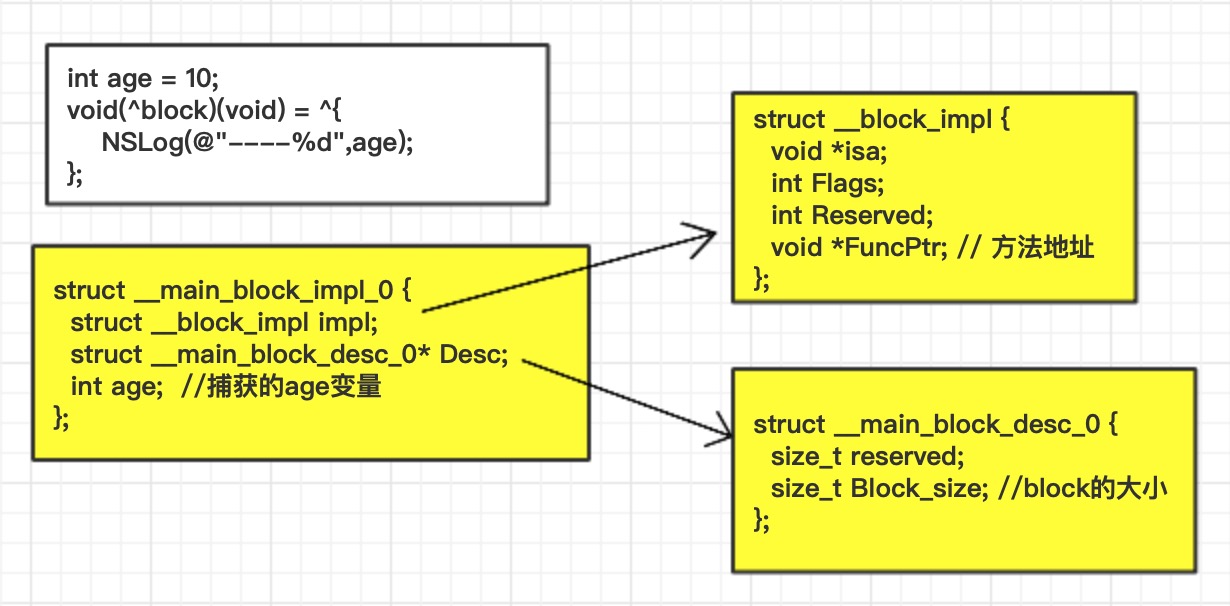 int age = 10;
void(^block)(void) = ^{
NSLog(@"----%d",age);
};
struct __main_block_impl_0 {
struct __block_impl impl;
struct __main_block_desc_0* Desc;
int age;  //捕获的age变量
};
struct __block_impl {
void *isa;
int Flags;
int Reserved;
void *FuncPtr; // 方法地址
};
struct __main_block_desc_0 {
size_t reserved;
size_t Block_size; //block的大小
};